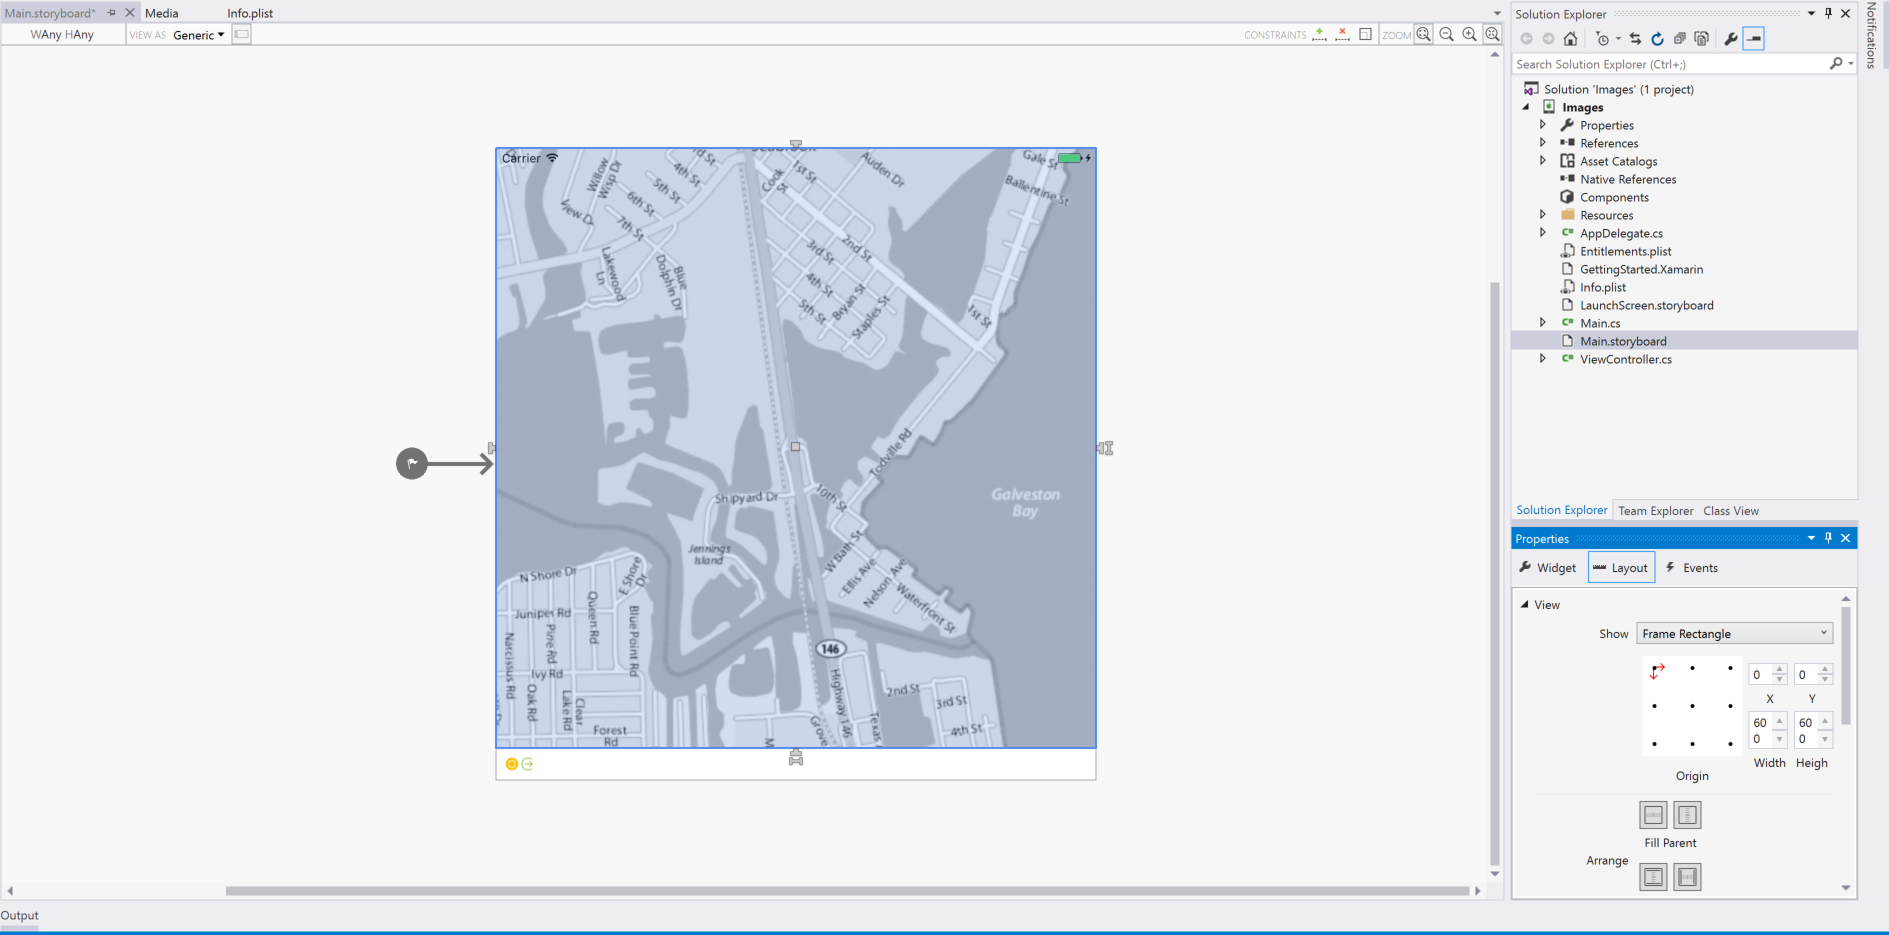 Main.storyboard*
Media
Info.plist
WAny HAny
VIEW AS
Generic
CONSTRAINTS
ZOOM
Carrier
Willow
Wisp Dr
View Dr
4th St
5th St
6th St
7th St
Lakewood
Ln
Blue
Dolphin Dr
Cook
St
1st St
Auden Dr
Gale St
Ballentine St
2nd St
3rd St
4th St
5th St
Bryan St
Staples St
1st St
Todville Rd
Shipyard Dr
10th St
Galveston
Bay
Jennings
Island
W Bath St
Ellis Ave
Nelson Ave
Waterfront St
N Shore Dr
E Shore
Dr
Juniper Rd
Queen Rd
Pine Rd
Blue Point Rd
Narcissus Rd
Ivy Rd
Oak Rd
Lake Rd
Clear
Forest
Rd
146
Highway 146
Grove
Texas
2nd St
3rd St
4th St
Solution Explorer
Search Solution Explorer (Ctrl+;)
Solution 'Images' (1 project)
Images
Properties
References
Asset Catalogs
Native References
Components
Resources
AppDelegate.cs
Entitlements.plist
GettingStarted.Xamarin
Info.plist
LaunchScreen.storyboard
Main.cs
Main.storyboard
ViewController.cs
Solution Explorer
Team Explorer
Class View
Properties
Widget
Layout
Events
View
Show
Frame Rectangle
0
0
X
Y
60
0
60
0
Width
Heigh
Origin
Fill Parent
Arrange
Notifications
Output